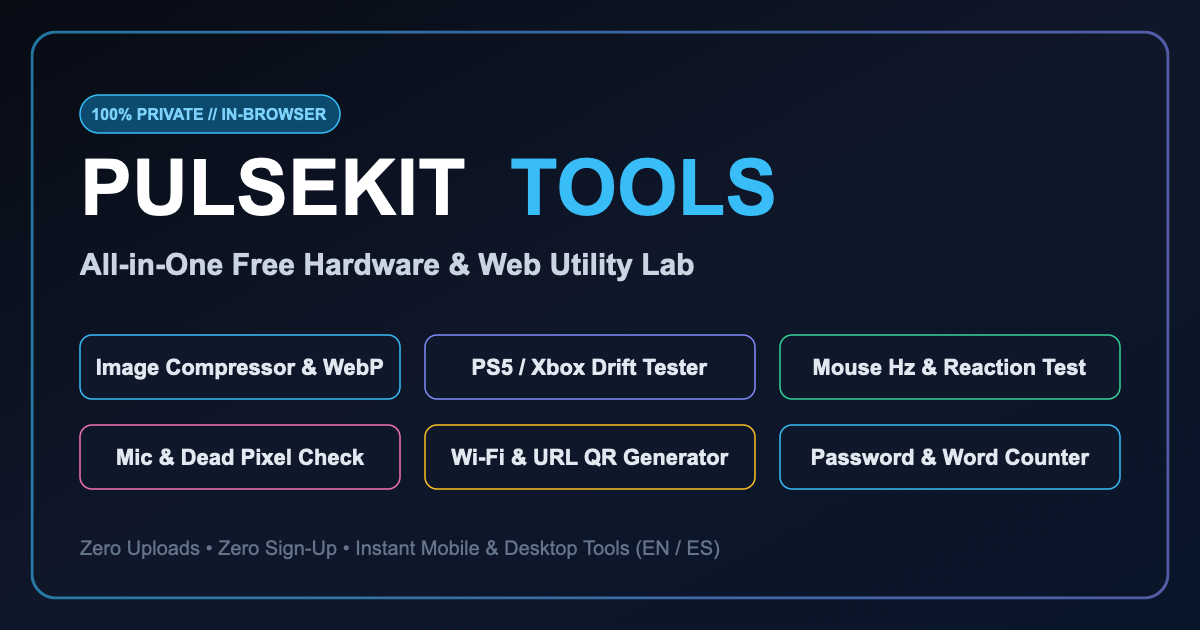 100% PRIVATE // IN-BROWSER
PULSEKIT TOOLS
All-in-One Free Hardware & Web Utility Lab
Image Compressor & WebP
PS5 / Xbox Drift Tester
Mouse Hz & Reaction Test
Mic & Dead Pixel Check
Wi-Fi & URL QR Generator
Password & Word Counter
Zero Uploads • Zero Sign-Up • Instant Mobile & Desktop Tools (EN / ES)